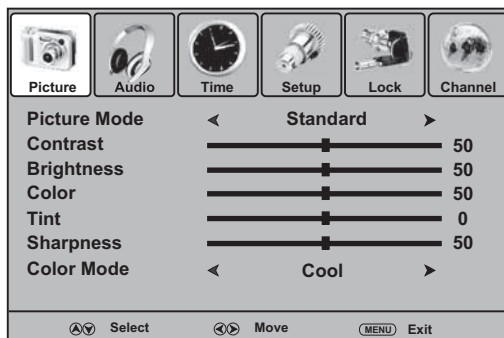 Picture Audio Time Setup Lock Channel
Picture Mode Standard
Contrast 50
Brightness 50
Color 50
Tint 0
Sharpness 50
Color Mode Cool
Select Move MENU Exit